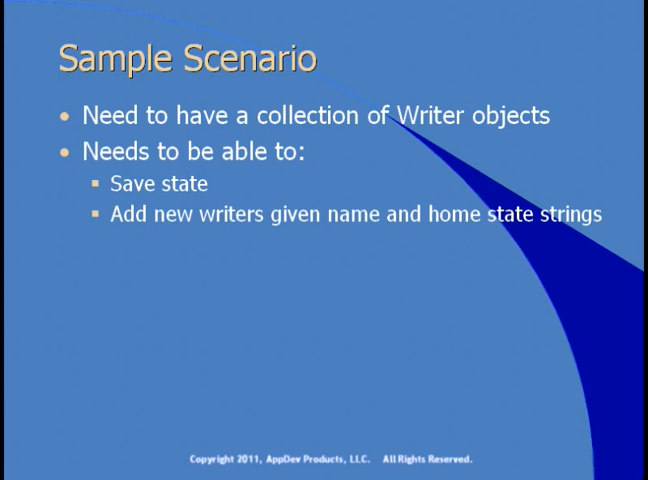 Sample Scenario
• Need to have a collection of Writer objects
• Needs to be able to:
▪ Save state
▪ Add new writers given name and home state strings
Copyright 2011, AppDev Products, LLC. All Rights Reserved.